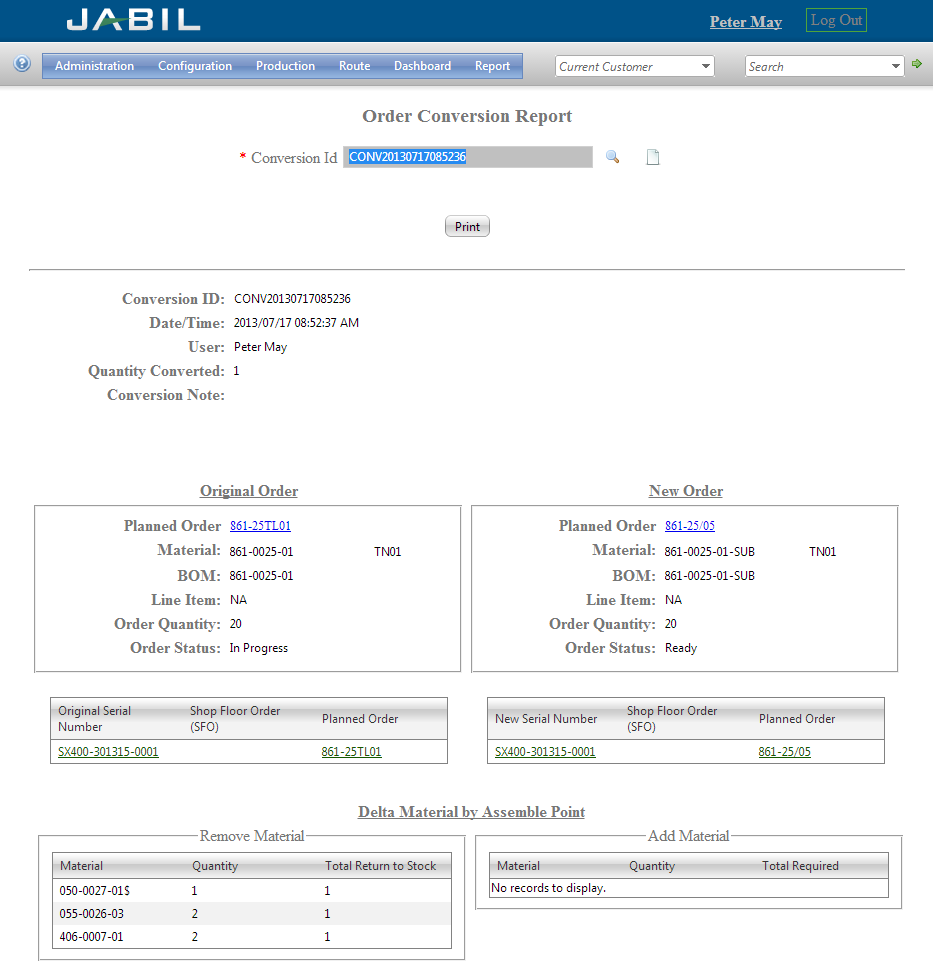 JABIL
Peter May Log Out
Administration Configuration Production Route Dashboard Report Current Customer Search
Order Conversion Report
* Conversion Id CONV20130717085236
Print
Conversion ID: CONV20130717085236
Date/Time: 2013/07/17 08:52:37 AM
User: Peter May
Quantity Converted: 1
Conversion Note:
Original Order
Planned Order 861-25TL01
Material: 861-0025-01 TN01
BOM: 861-0025-01
Line Item: NA
Order Quantity: 20
Order Status: In Progress
New Order
Planned Order 861-25/05
Material: 861-0025-01-SUB TN01
BOM: 861-0025-01-SUB
Line Item: NA
Order Quantity: 20
Order Status: Ready
Original Serial Number Shop Floor Order (SFO) Planned Order
SX400-301315-0001 861-25TL01
New Serial Number Shop Floor Order (SFO) Planned Order
SX400-301315-0001 861-25/05
Delta Material by Assemble Point
Remove Material
Material Quantity Total Return to Stock
050-0027-01$ 1 1
055-0026-03 2 1
406-0007-01 2 1
Add Material
Material Quantity Total Required
No records to display.